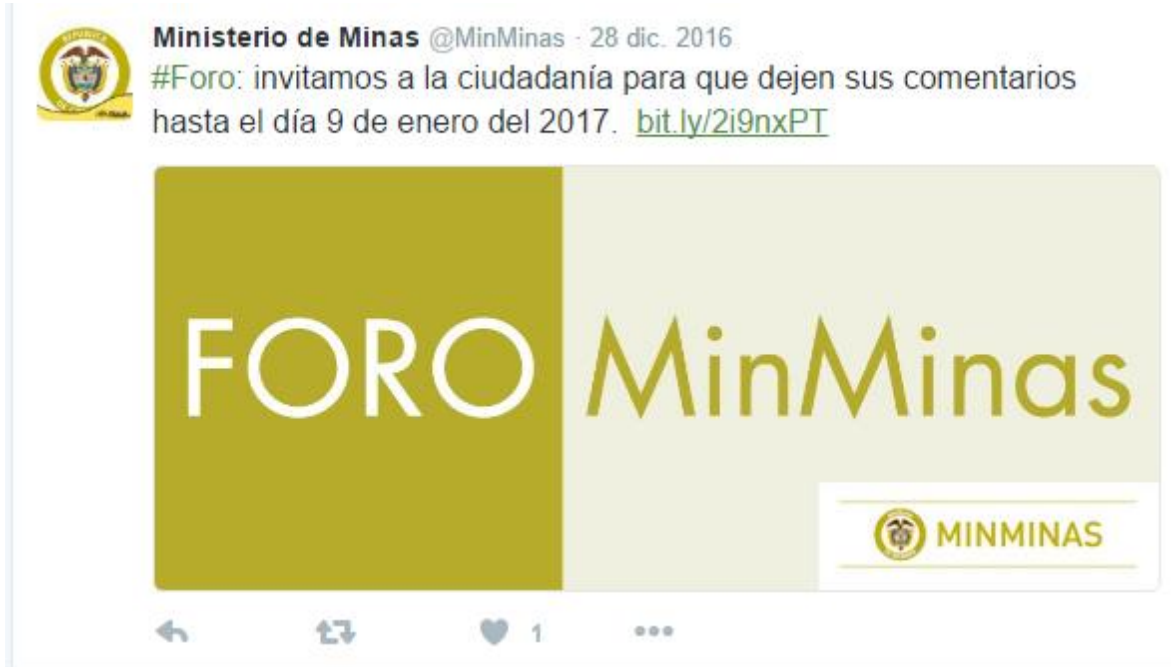 Ministerio de Minas @MinMinas · 28 dic. 2016
#Foro: invitamos a la ciudadanía para que dejen sus comentarios
hasta el día 9 de enero del 2017. bit.ly/2i9nxPT
FORO MinMinas
MINMINAS
1